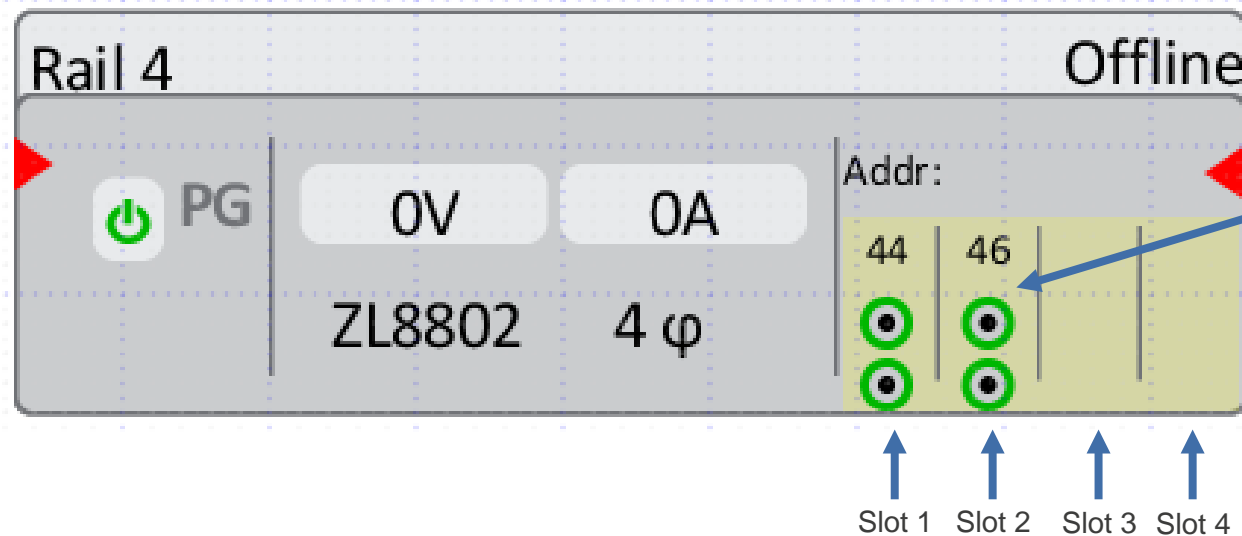 Rail 4 Offline
Addr:
PG 0V 0A
44 46
ZL8802 4 φ
Slot 1 Slot 2 Slot 3 Slot 4